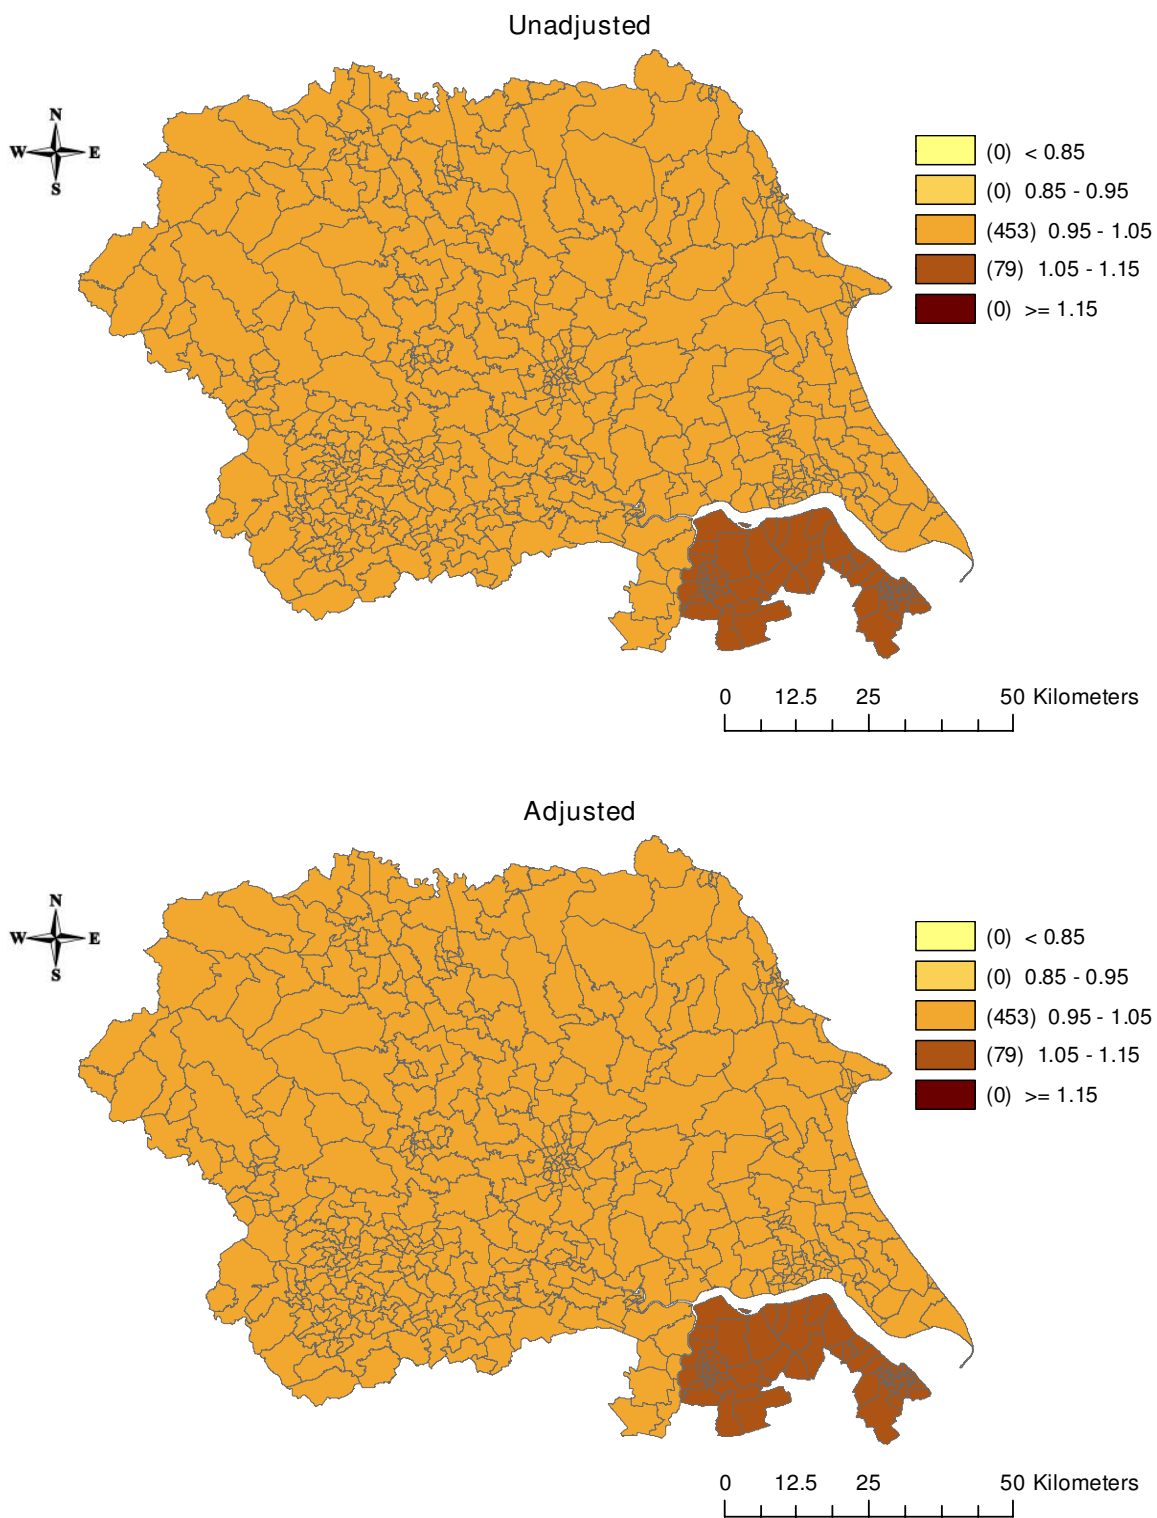 Unadjusted
N
W E
S
(0) < 0.85
(0) 0.85 - 0.95
(453) 0.95 - 1.05
(79) 1.05 - 1.15
(0) >= 1.15
0 12.5 25 50 Kilometers
Adjusted
N
W E
S
(0) < 0.85
(0) 0.85 - 0.95
(453) 0.95 - 1.05
(79) 1.05 - 1.15
(0) >= 1.15
0 12.5 25 50 Kilometers